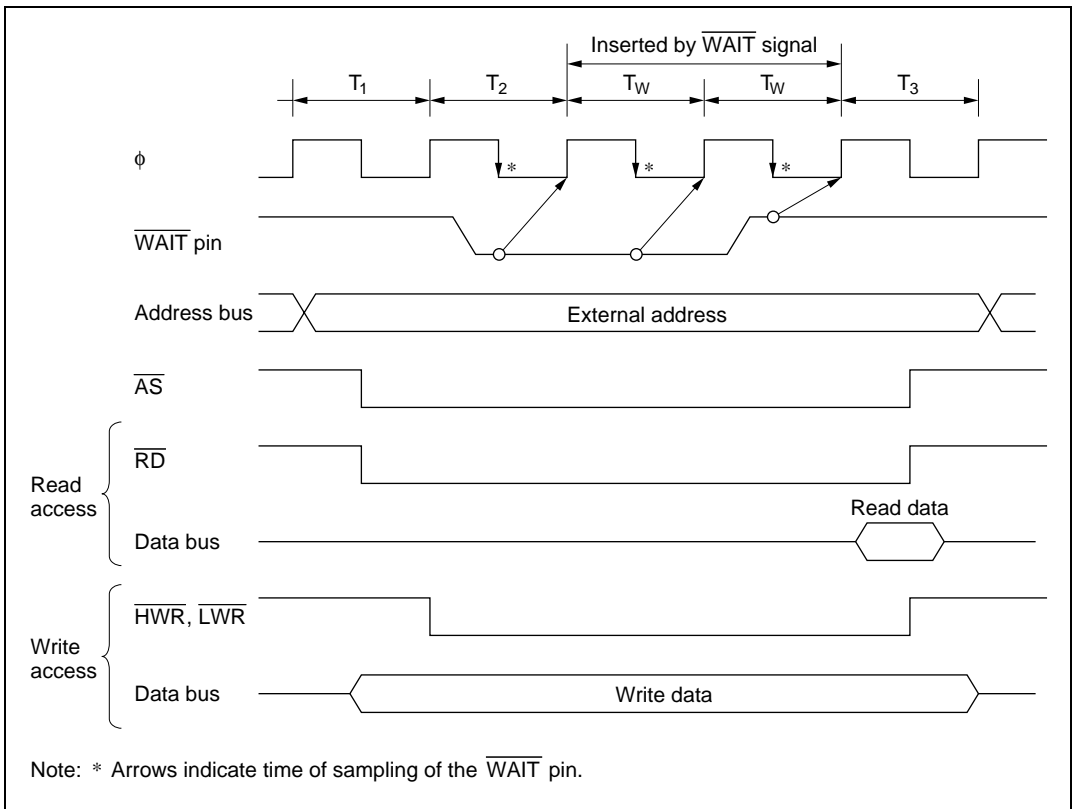 Inserted by WAIT signal
T1 T2 TW TW T3
ϕ
* * *
WAIT pin
Address bus External address
AS
Read access
RD
Read data
Data bus
Write access
HWR, LWR
Data bus Write data
Note: * Arrows indicate time of sampling of the WAIT pin.